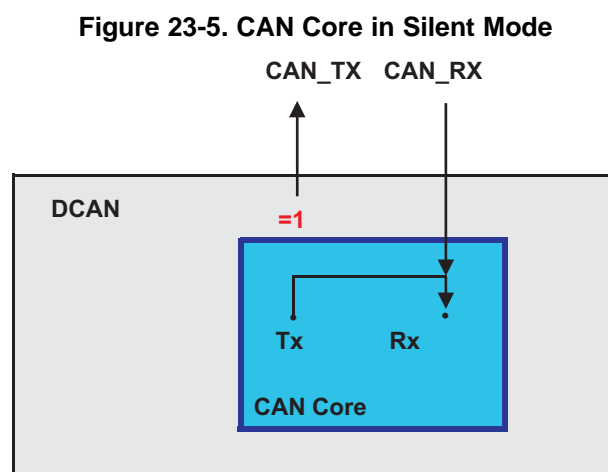 Figure 23-5. CAN Core in Silent Mode
CAN_TX CAN_RX
DCAN
=1
Tx Rx
CAN Core